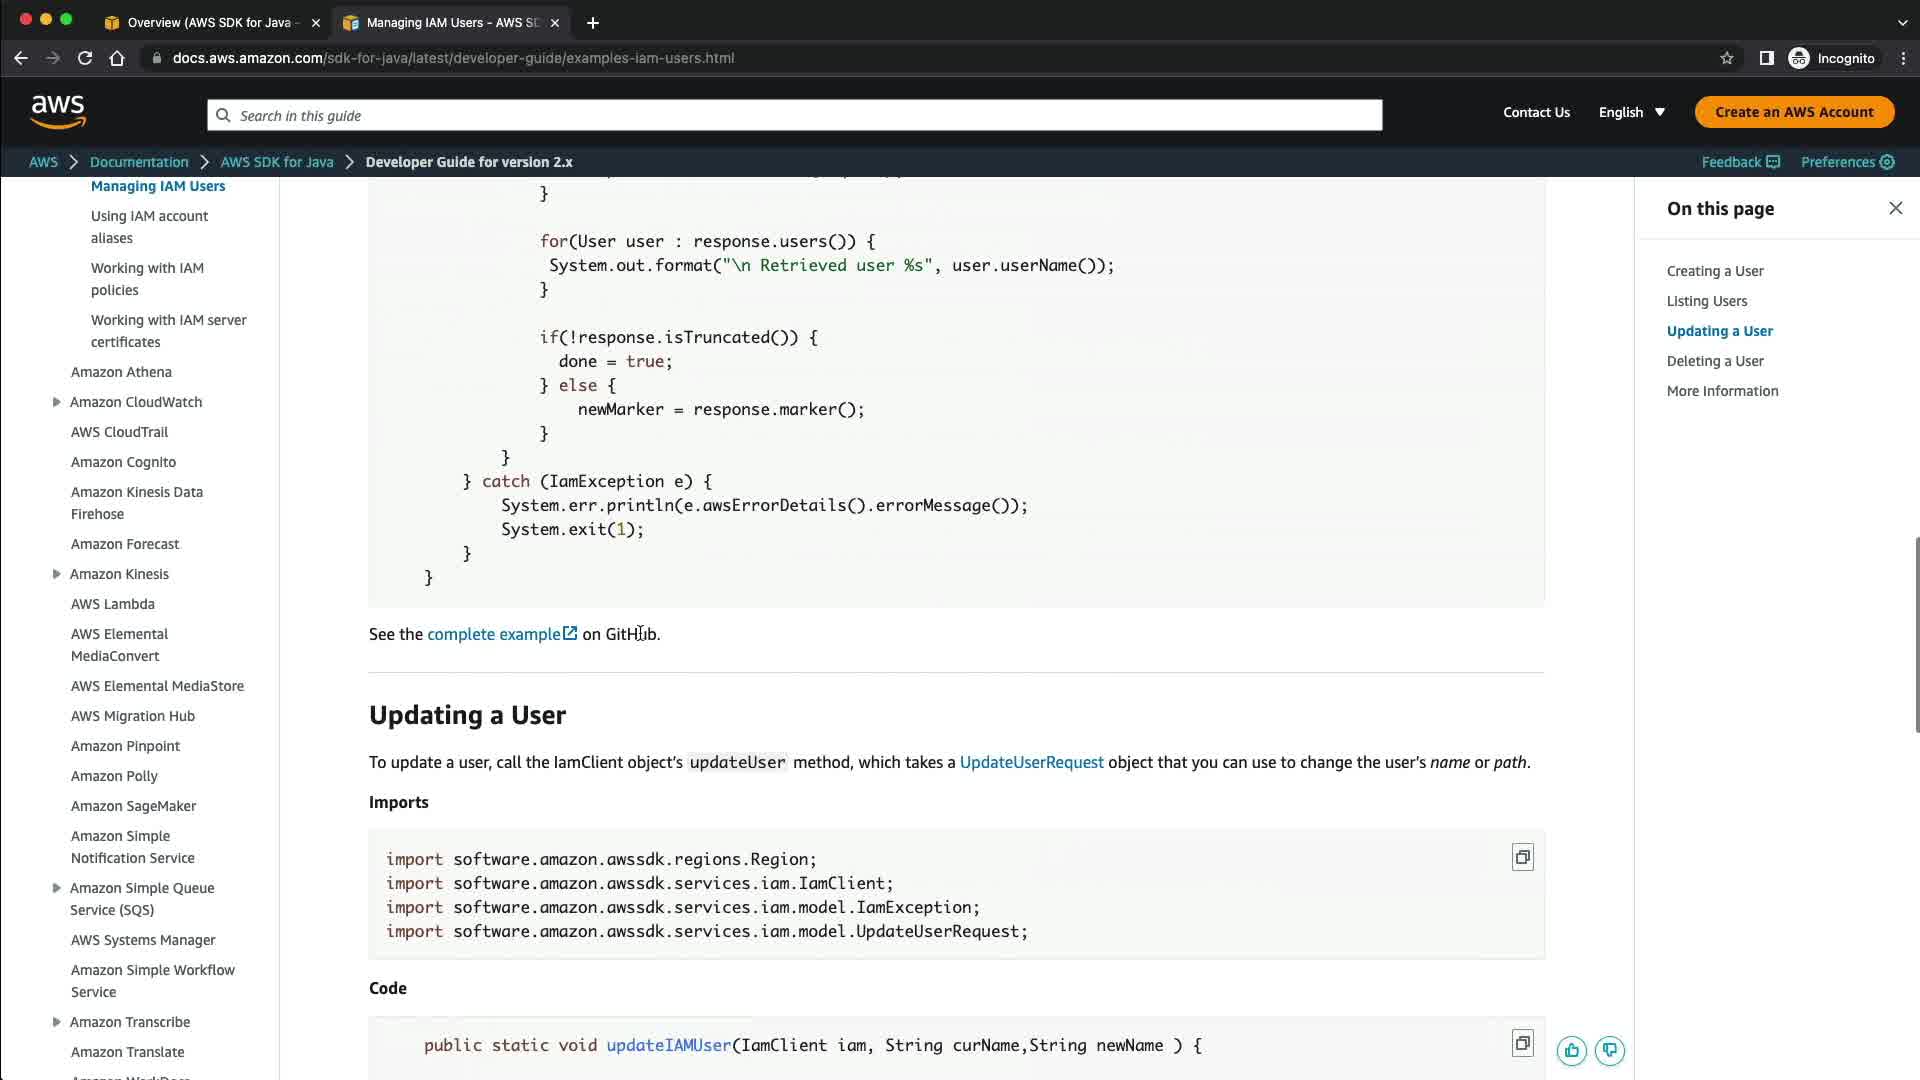 Overview (AWS SDK for Java -
Managing IAM Users - AWS SD
docs.aws.amazon.com/sdk-for-java/latest/developer-guide/examples-iam-users.html
Incognito
aws
Search in this guide
Contact Us
English
Create an AWS Account
AWS
Documentation
AWS SDK for Java
Developer Guide for version 2.x
Feedback
Preferences
Managing IAM Users
Using IAM account
aliases
Working with IAM
policies
Working with IAM server
certificates
Amazon Athena
Amazon CloudWatch
AWS CloudTrail
Amazon Cognito
Amazon Kinesis Data
Firehose
Amazon Forecast
Amazon Kinesis
AWS Lambda
AWS Elemental
MediaConvert
AWS Elemental MediaStore
AWS Migration Hub
Amazon Pinpoint
Amazon Polly
Amazon SageMaker
Amazon Simple
Notification Service
Amazon Simple Queue
Service (SQS)
AWS Systems Manager
Amazon Simple Workflow
Service
Amazon Transcribe
Amazon Translate
}
for(User user : response.users()) {
System.out.format("\n Retrieved user %s", user.userName());
}
if(!response.isTruncated()) {
done = true;
} else {
newMarker = response.marker();
}
}
} catch (IamException e) {
System.err.println(e.awsErrorDetails().errorMessage());
System.exit(1);
}
}
See the complete example on GitHub.
Updating a User
To update a user, call the IamClient object's updateUser method, which takes a UpdateUserRequest object that you can use to change the user's name or path.
Imports
import software.amazon.awssdk.regions.Region;
import software.amazon.awssdk.services.iam.IamClient;
import software.amazon.awssdk.services.iam.model.IamException;
import software.amazon.awssdk.services.iam.model.UpdateUserRequest;
Code
public static void updateIAMUser(IamClient iam, String curName,String newName ) {
On this page
Creating a User
Listing Users
Updating a User
Deleting a User
More Information